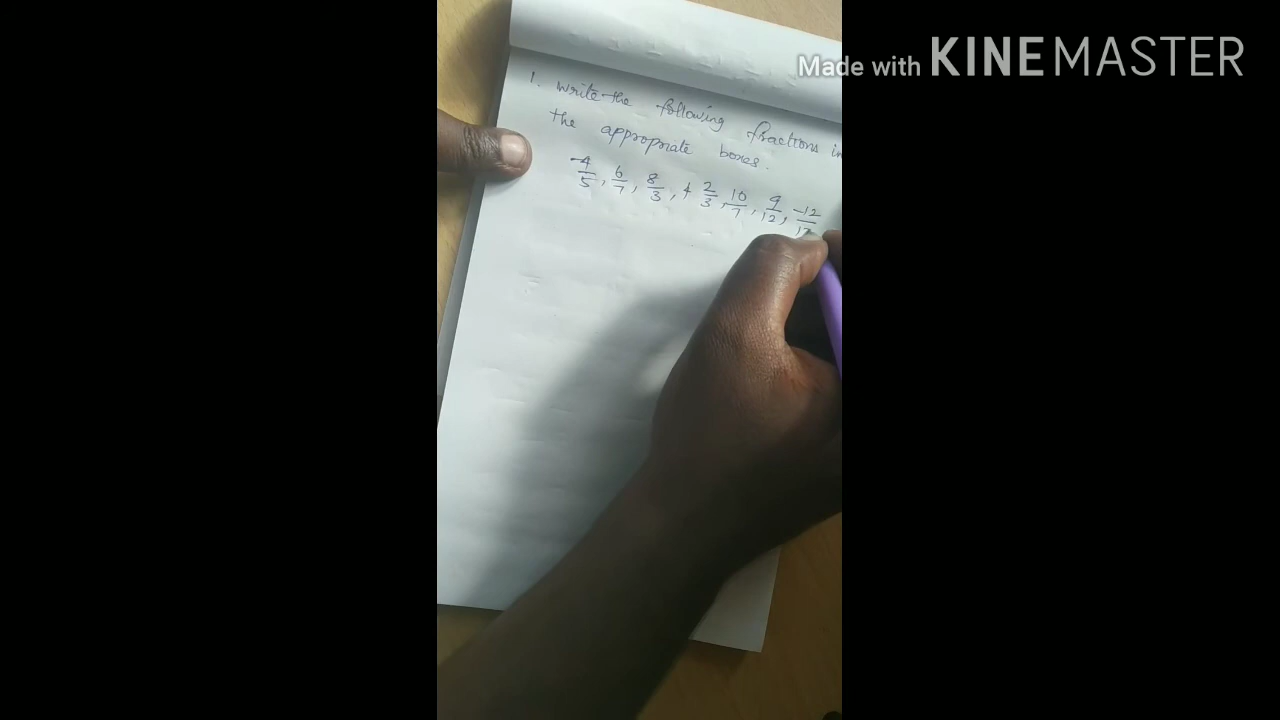 Made with KINEMASTER
1. Write the following fractions in
the appropriate boxes.
-4/5, 6/7, 8/3, 2/3, 10/7, 9/12, -12